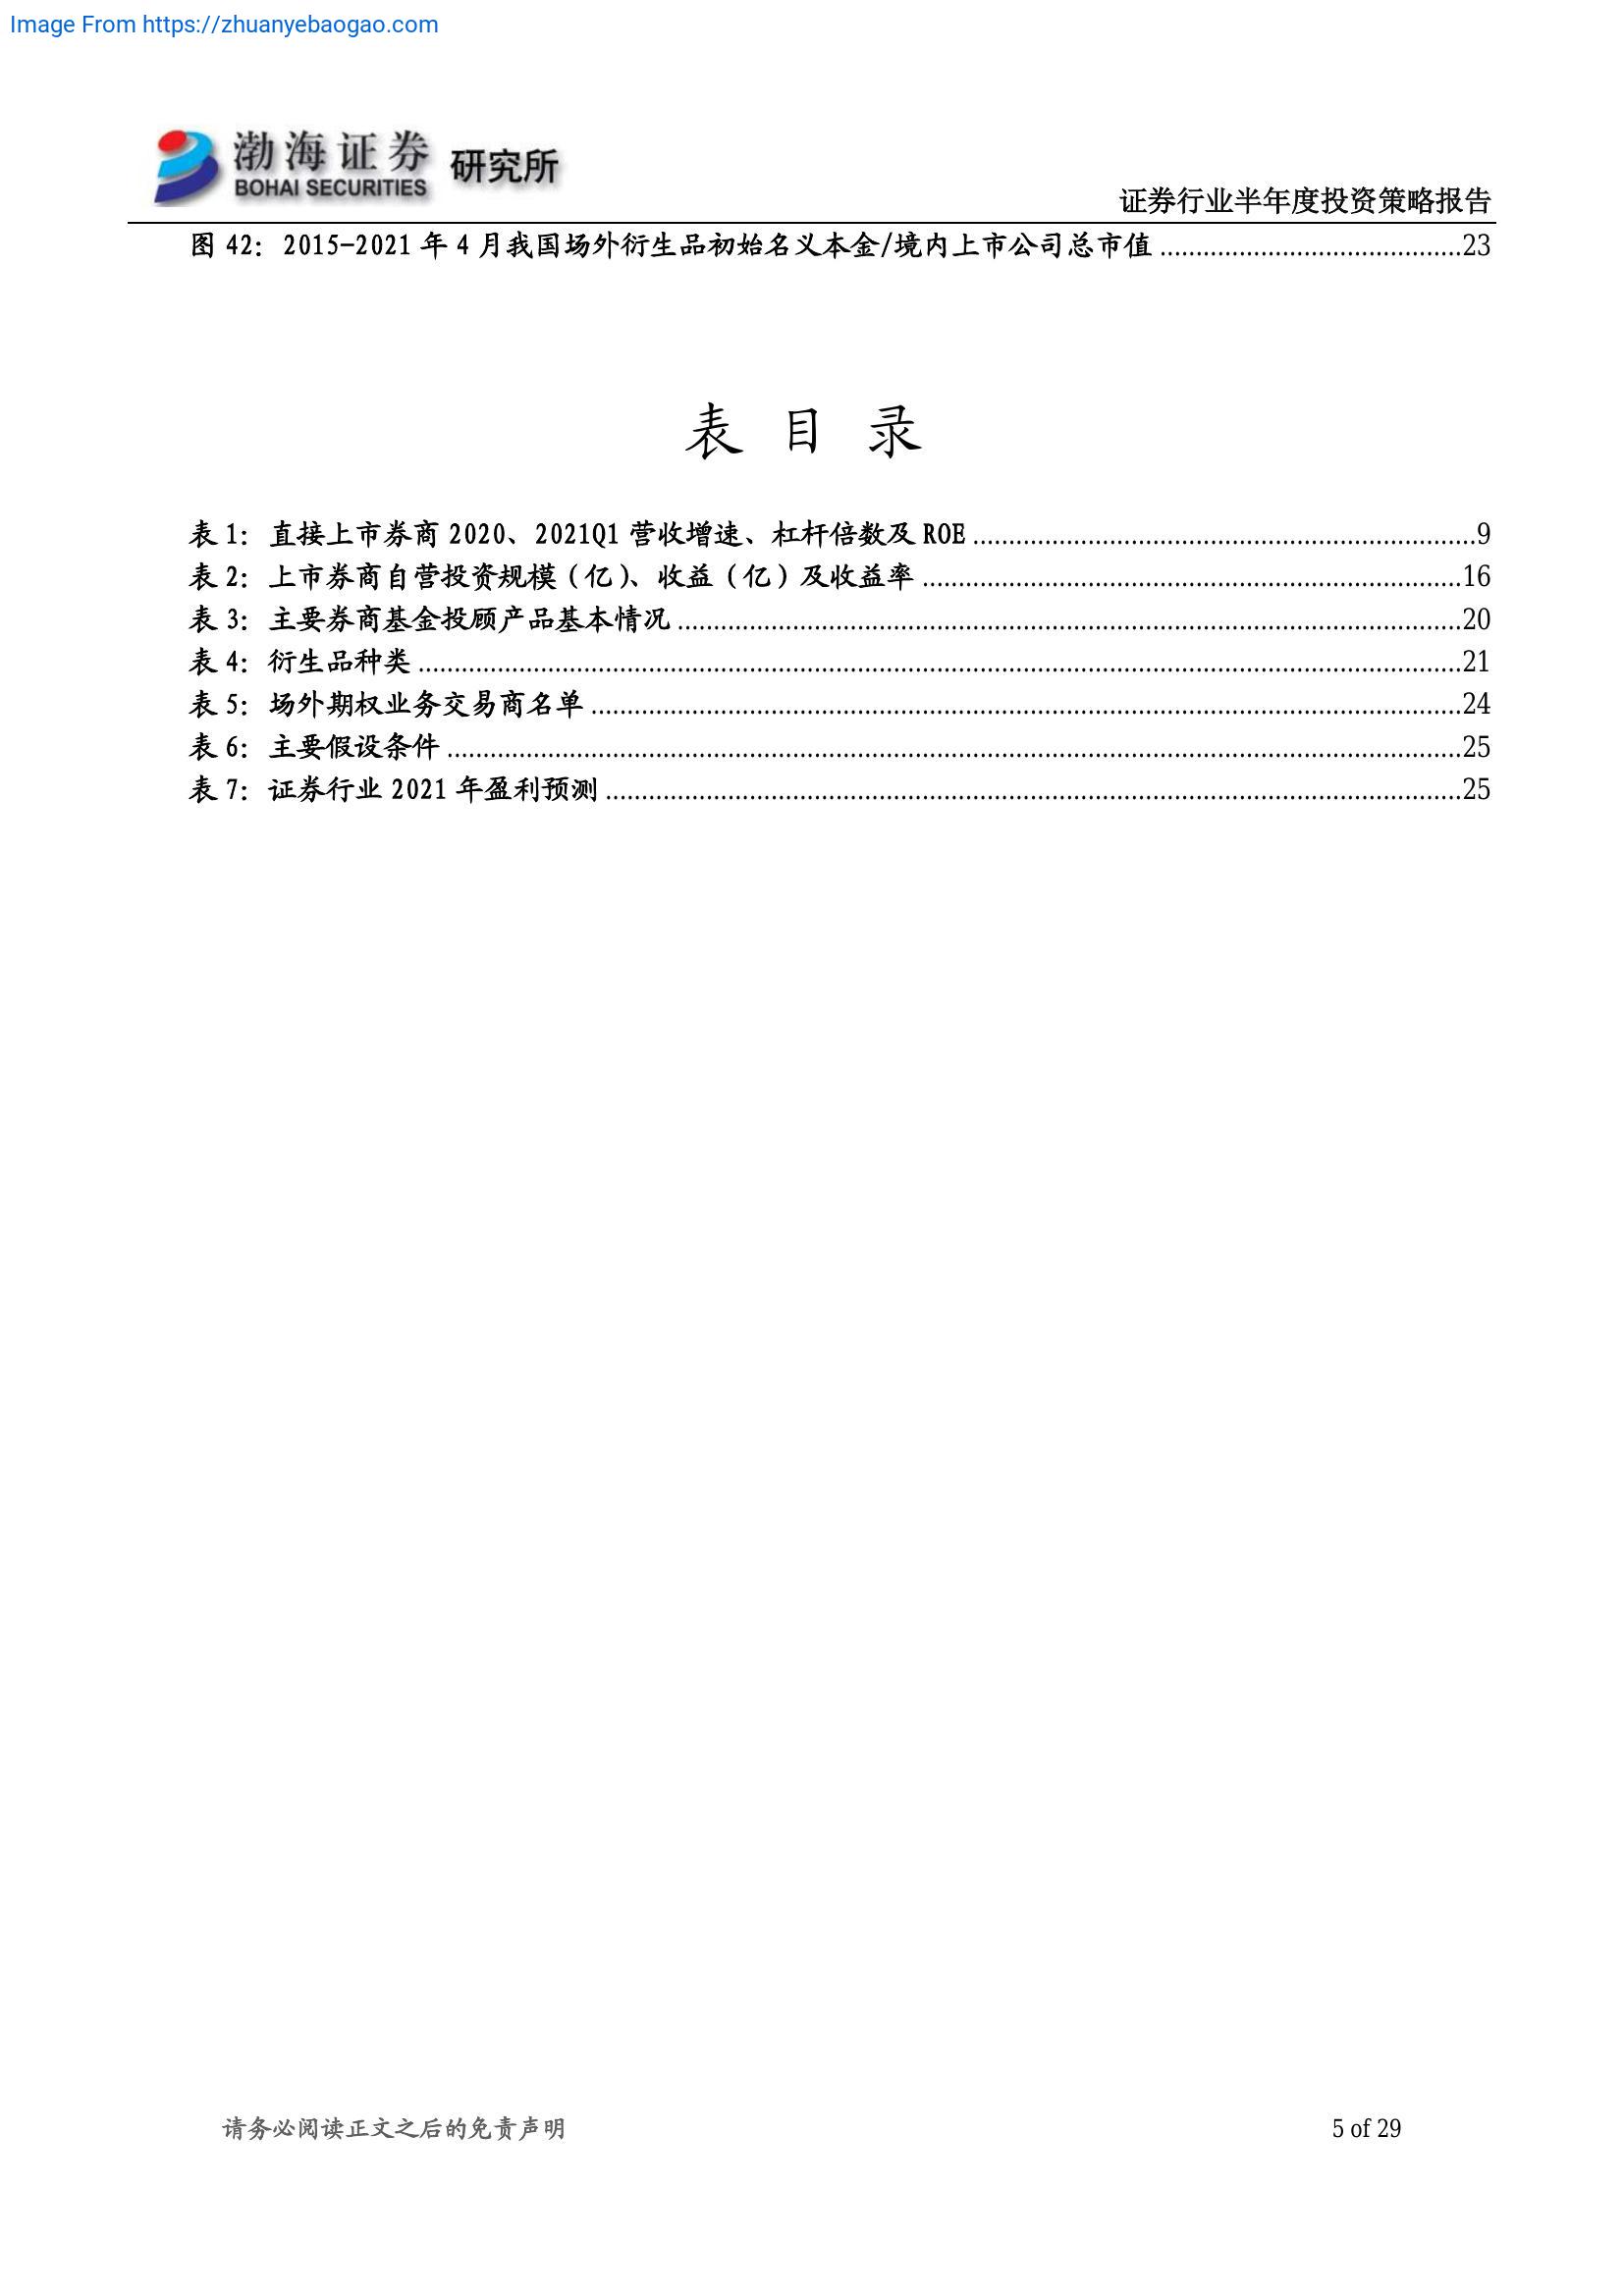 Image From https://zhuanyebaogao.com
渤海证券 研究所
BOHAI SECURITIES
证券行业半年度投资策略报告
图 42：2015-2021 年 4 月我国场外衍生品初始名义本金/境内上市公司总市值 ..........................................23
表 目 录
表 1：直接上市券商 2020、2021Q1 营收增速、杠杆倍数及 ROE ......................................................................9
表 2：上市券商自营投资规模（亿）、收益（亿）及收益率 ...........................................................................16
表 3：主要券商基金投顾产品基本情况 .............................................................................................................20
表 4：衍生品种类 .................................................................................................................................................21
表 5：场外期权业务交易商名单 .........................................................................................................................24
表 6：主要假设条件 .............................................................................................................................................25
表 7：证券行业 2021 年盈利预测 .......................................................................................................................25
请务必阅读正文之后的免责声明
5 of 29